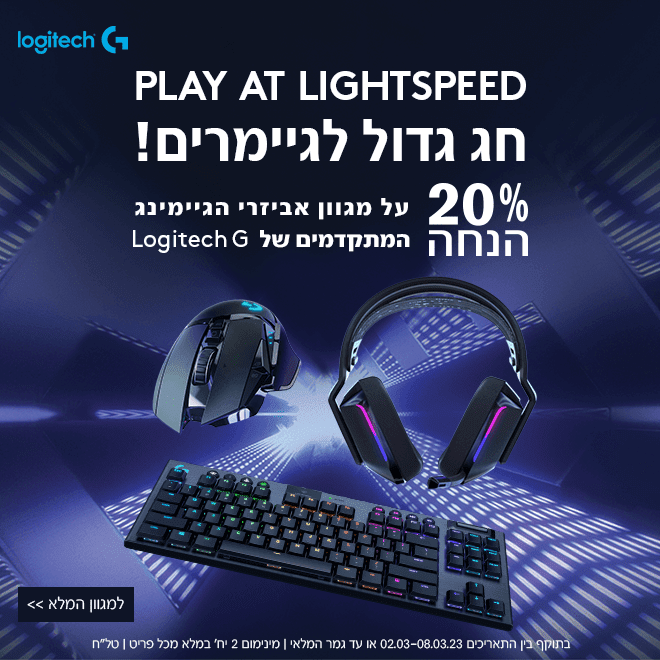 logitech G
PLAY AT LIGHTSPEED
חג גדול לגיימרים!
20% הנחה
על מגוון אביזרי הגיימינג
המתקדמים של Logitech G
למגוון המלא >>
בתוקף בין התאריכים 02.03-08.03.23 או עד גמר המלאי | מינימום 2 יח' במלא מכל פריט | טל"ח